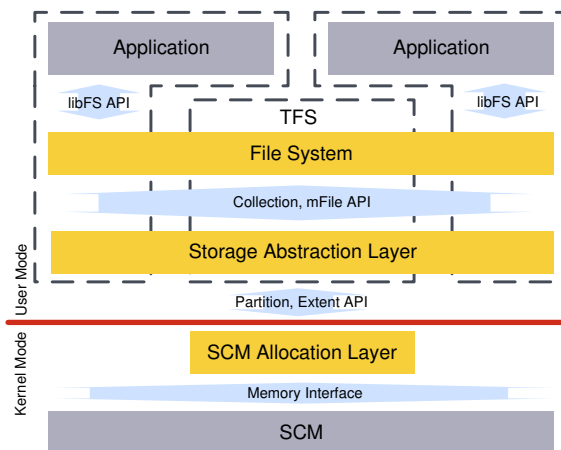 Application
Application
libFS API
libFS API
TFS
File System
Collection, mFile API
Storage Abstraction Layer
User Mode
Partition, Extent API
Kernel Mode
SCM Allocation Layer
Memory Interface
SCM